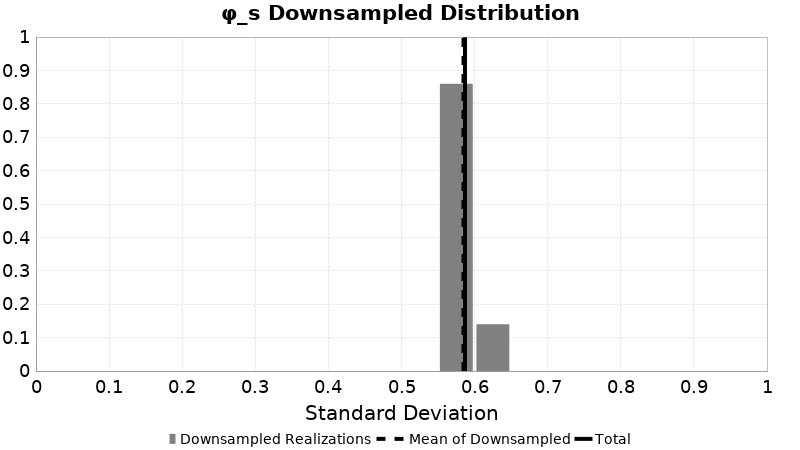 φ_s Downsampled Distribution
1
0.9
0.8
0.7
0.6
0.5
0.4
0.3
0.2
0.1
0
0 0.1 0.2 0.3 0.4 0.5 0.6 0.7 0.8 0.9 1
Standard Deviation
Downsampled Realizations Mean of Downsampled Total